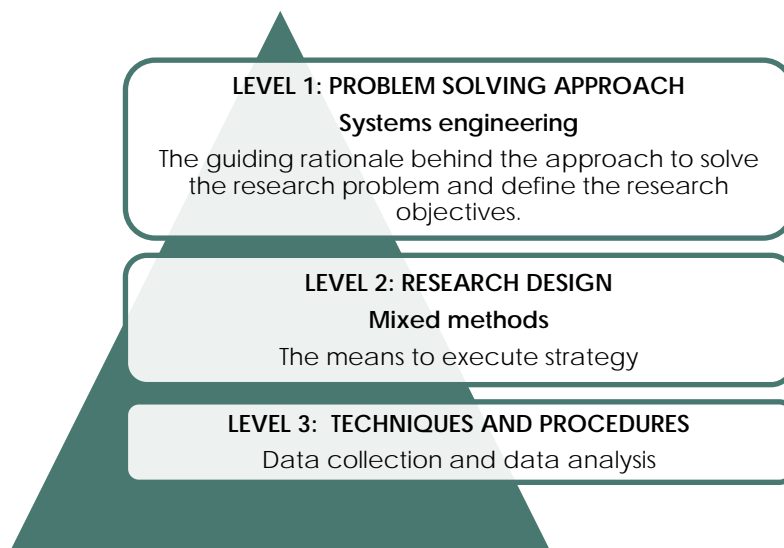 LEVEL 1: PROBLEM SOLVING APPROACH
Systems engineering
The guiding rationale behind the approach to solve
the research problem and define the research
objectives.
LEVEL 2: RESEARCH DESIGN
Mixed methods
The means to execute strategy
LEVEL 3:  TECHNIQUES AND PROCEDURES
Data collection and data analysis